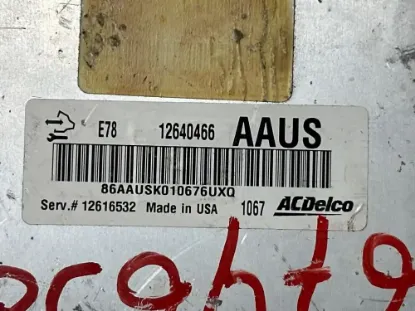 E78 12640466 AAUS
86AAUSK010676UXQ
Serv.# 12616532 Made in USA 1067 ACDelco